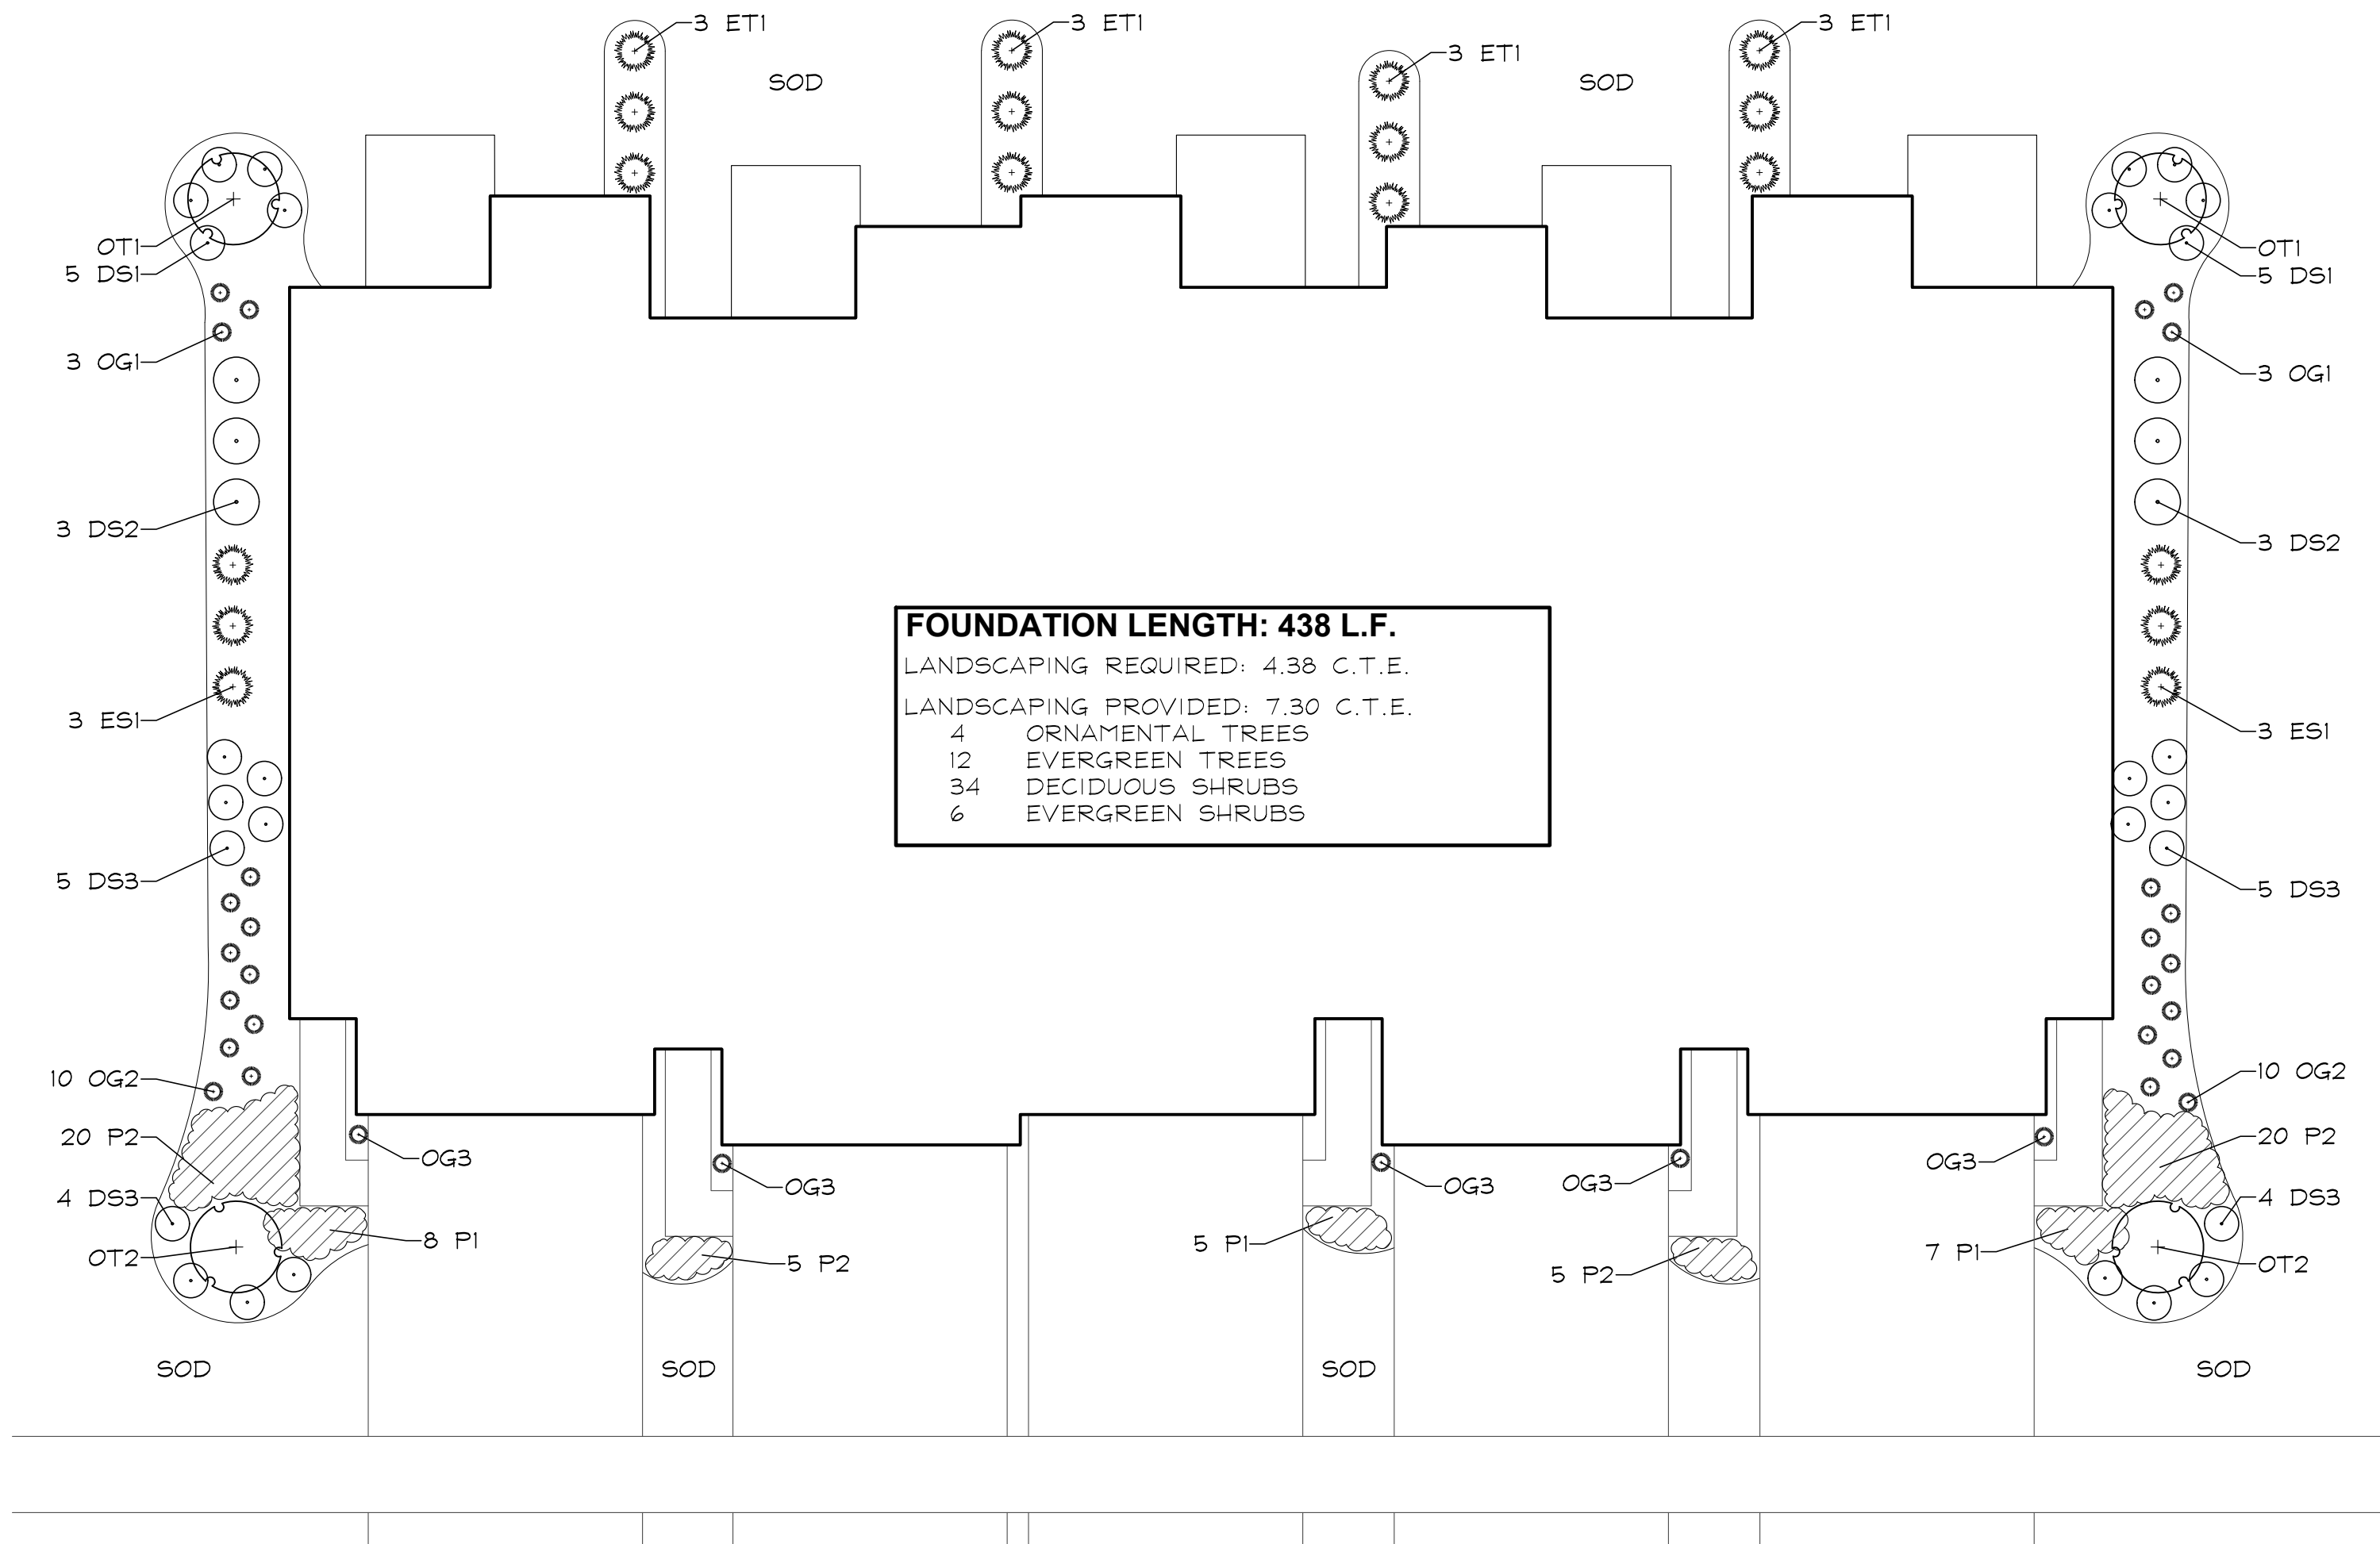 3 ET1
3 ET1
3 ET1
3 ET1
SOD
SOD
OT1
5 DS1
OT1
5 DS1
3 OG1
3 OG1
3 DS2
3 DS2
FOUNDATION LENGTH: 438 L.F.
LANDSCAPING REQUIRED: 4.38 C.T.E.
LANDSCAPING PROVIDED: 7.30 C.T.E.
4 ORNAMENTAL TREES
12 EVERGREEN TREES
34 DECIDUOUS SHRUBS
6 EVERGREEN SHRUBS
3 ES1
3 ES1
5 DS3
5 DS3
10 OG2
10 OG2
20 P2
20 P2
OG3
OG3
OG3
OG3
OG3
4 DS3
4 DS3
8 P1
5 P1
7 P1
OT2
5 P2
5 P2
OT2
SOD
SOD
SOD
SOD